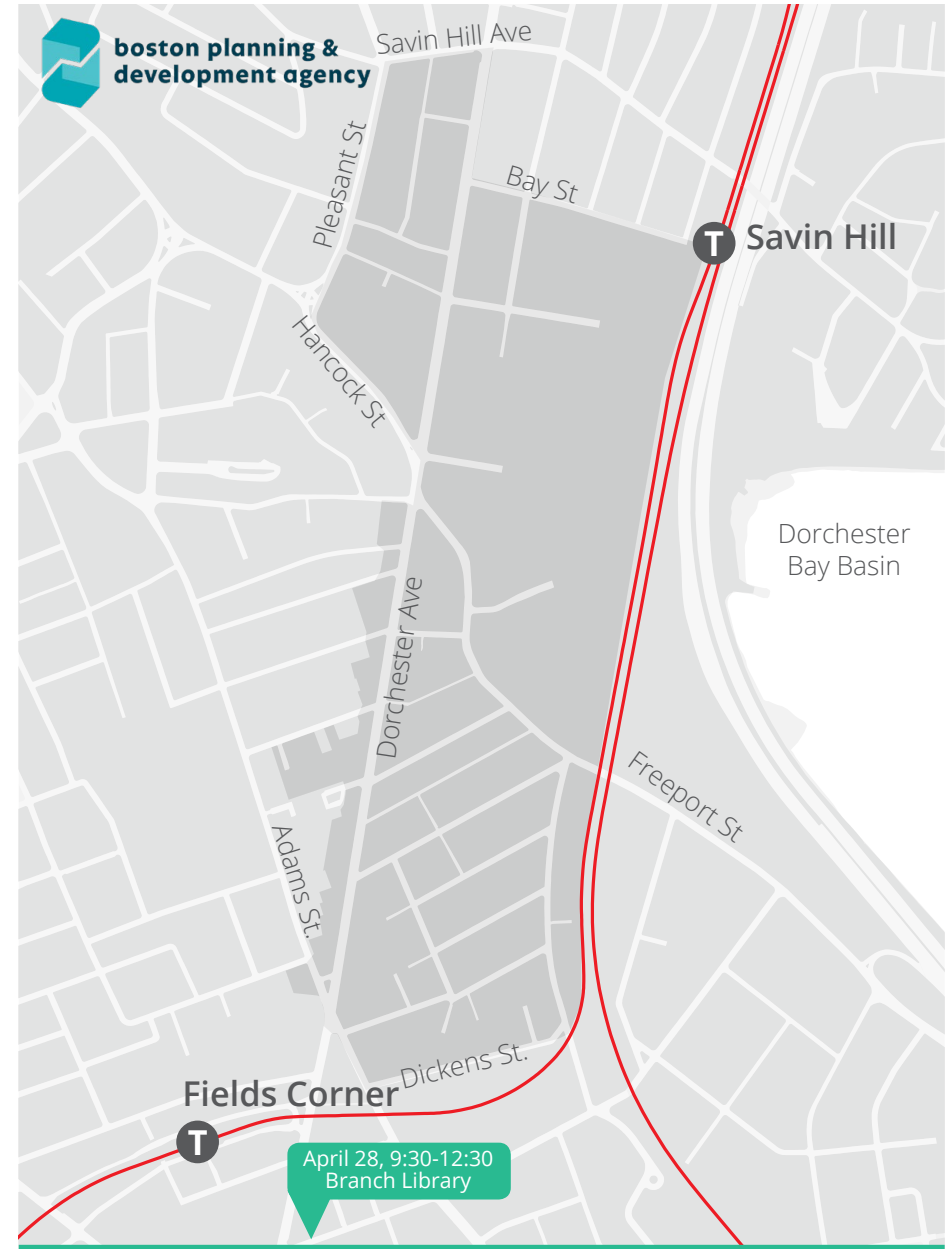 boston planning &
development agency
Savin Hill Ave
Pleasant St
Bay St
T Savin Hill
Hancock St
Dorchester
Bay Basin
Dorchester Ave
Freeport St
Adams St.
Dickens St.
Fields Corner
T
April 28, 9:30-12:30
Branch Library